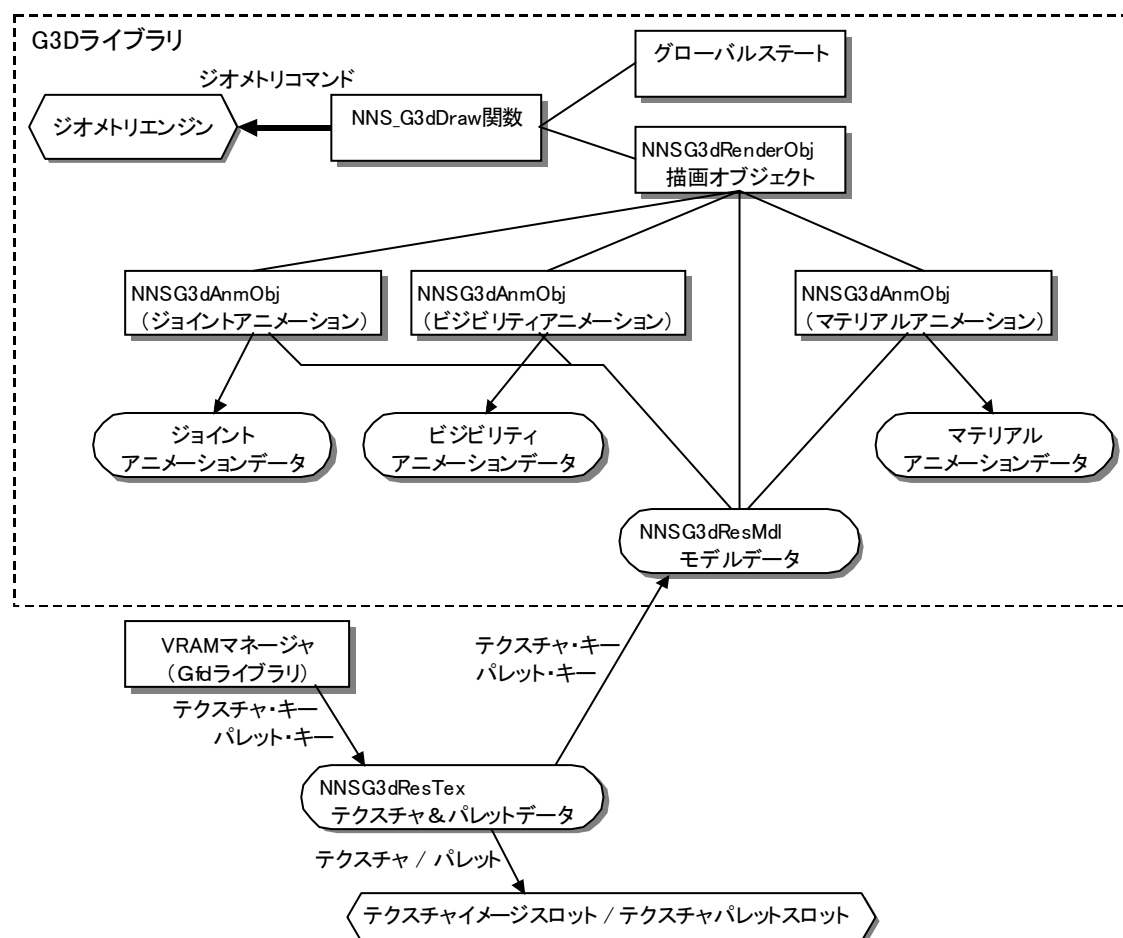 G3Dライブラリ
グローバルステート
ジオメトリコマンド
ジオメトリエンジン
NNS_G3dDraw関数
NNSG3dRenderObj
描画オブジェクト
NNSG3dAnmObj
（ジョイントアニメーション）
NNSG3dAnmObj
（ビジビリティアニメーション）
NNSG3dAnmObj
（マテリアルアニメーション）
ジョイント
アニメーションデータ
ビジビリティ
アニメーションデータ
マテリアル
アニメーションデータ
NNSG3dResMdl
モデルデータ
VRAMマネージャ
（Gfdライブラリ）
テクスチャ・キー
パレット・キー
テクスチャ・キー
パレット・キー
NNSG3dResTex
テクスチャ＆パレットデータ
テクスチャ / パレット
テクスチャイメージスロット / テクスチャパレットスロット